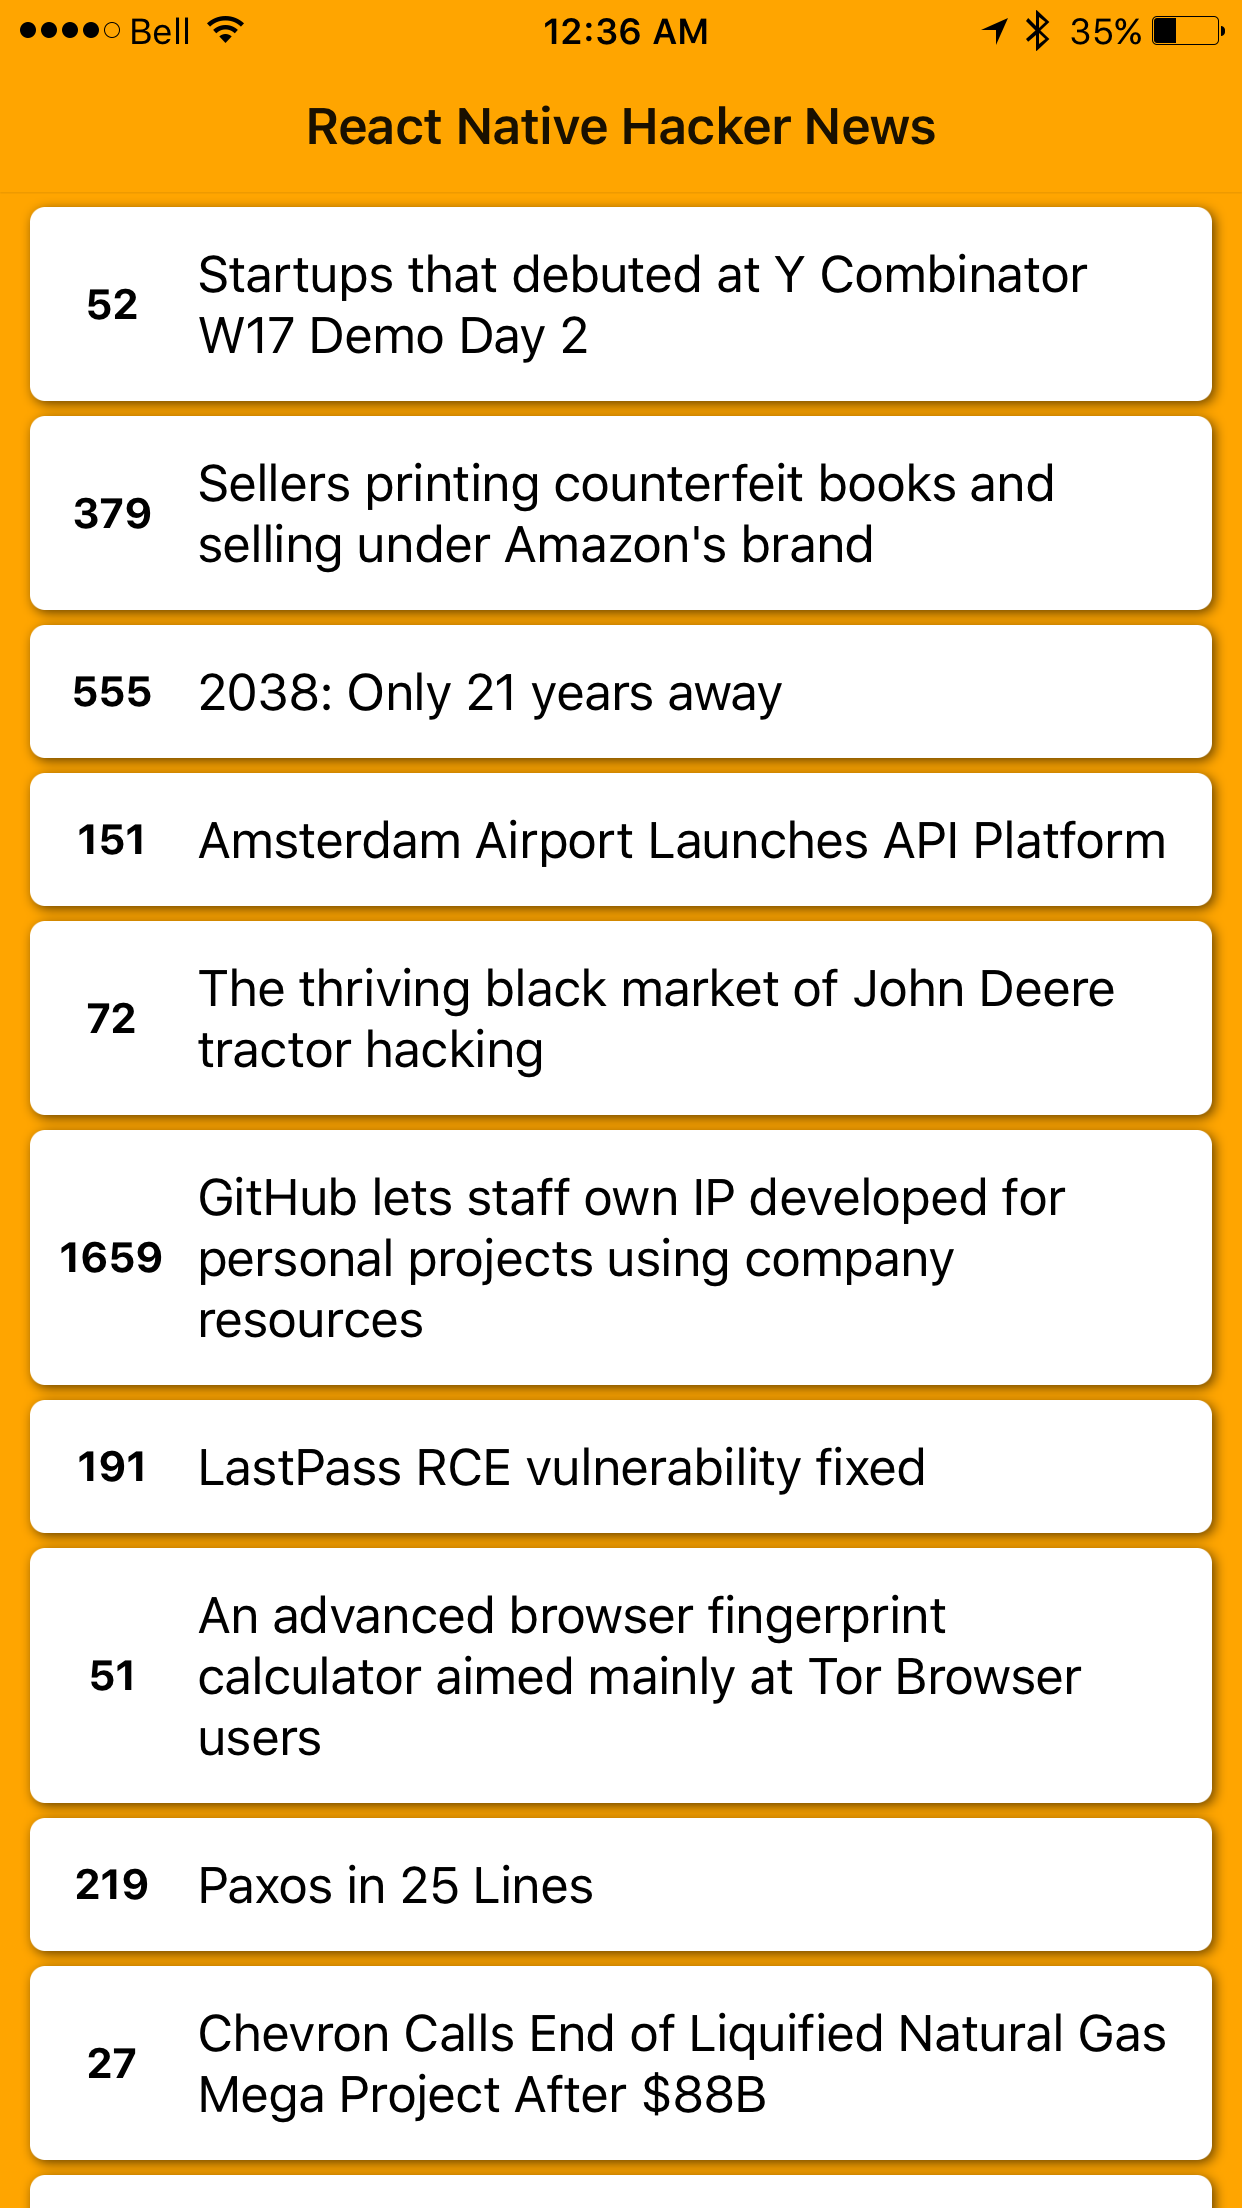 Bell 12:36 AM 35%
React Native Hacker News
52
Startups that debuted at Y Combinator
W17 Demo Day 2
379
Sellers printing counterfeit books and
selling under Amazon's brand
555
2038: Only 21 years away
151
Amsterdam Airport Launches API Platform
72
The thriving black market of John Deere
tractor hacking
1659
GitHub lets staff own IP developed for
personal projects using company
resources
191
LastPass RCE vulnerability fixed
51
An advanced browser fingerprint
calculator aimed mainly at Tor Browser
users
219
Paxos in 25 Lines
27
Chevron Calls End of Liquified Natural Gas
Mega Project After $88B